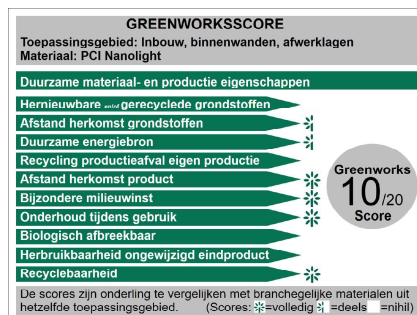 GREENWORKSSCORE
Toepassingsgebied: Inbouw, binnenwanden, afwerklagen
Materiaal: PCI Nanolight
Duurzame materiaal- en productie eigenschappen
Hernieuwbare en/of gerecyclede grondstoffen
Afstand herkomst grondstoffen
Duurzame energiebron
Recycling productieafval eigen productie
Afstand herkomst product
Bijzondere milieuwinst
Onderhoud tijdens gebruik
Biologisch afbreekbaar
Herbruikbaarheid ongewijzigd eindproduct
Recyclebaarheid
Greenworks
10/20
Score
De scores zijn onderling te vergelijken met branchegelijke materialen uit
hetzelfde toepassingsgebied. (Scores: =volledig =deels =nihil)